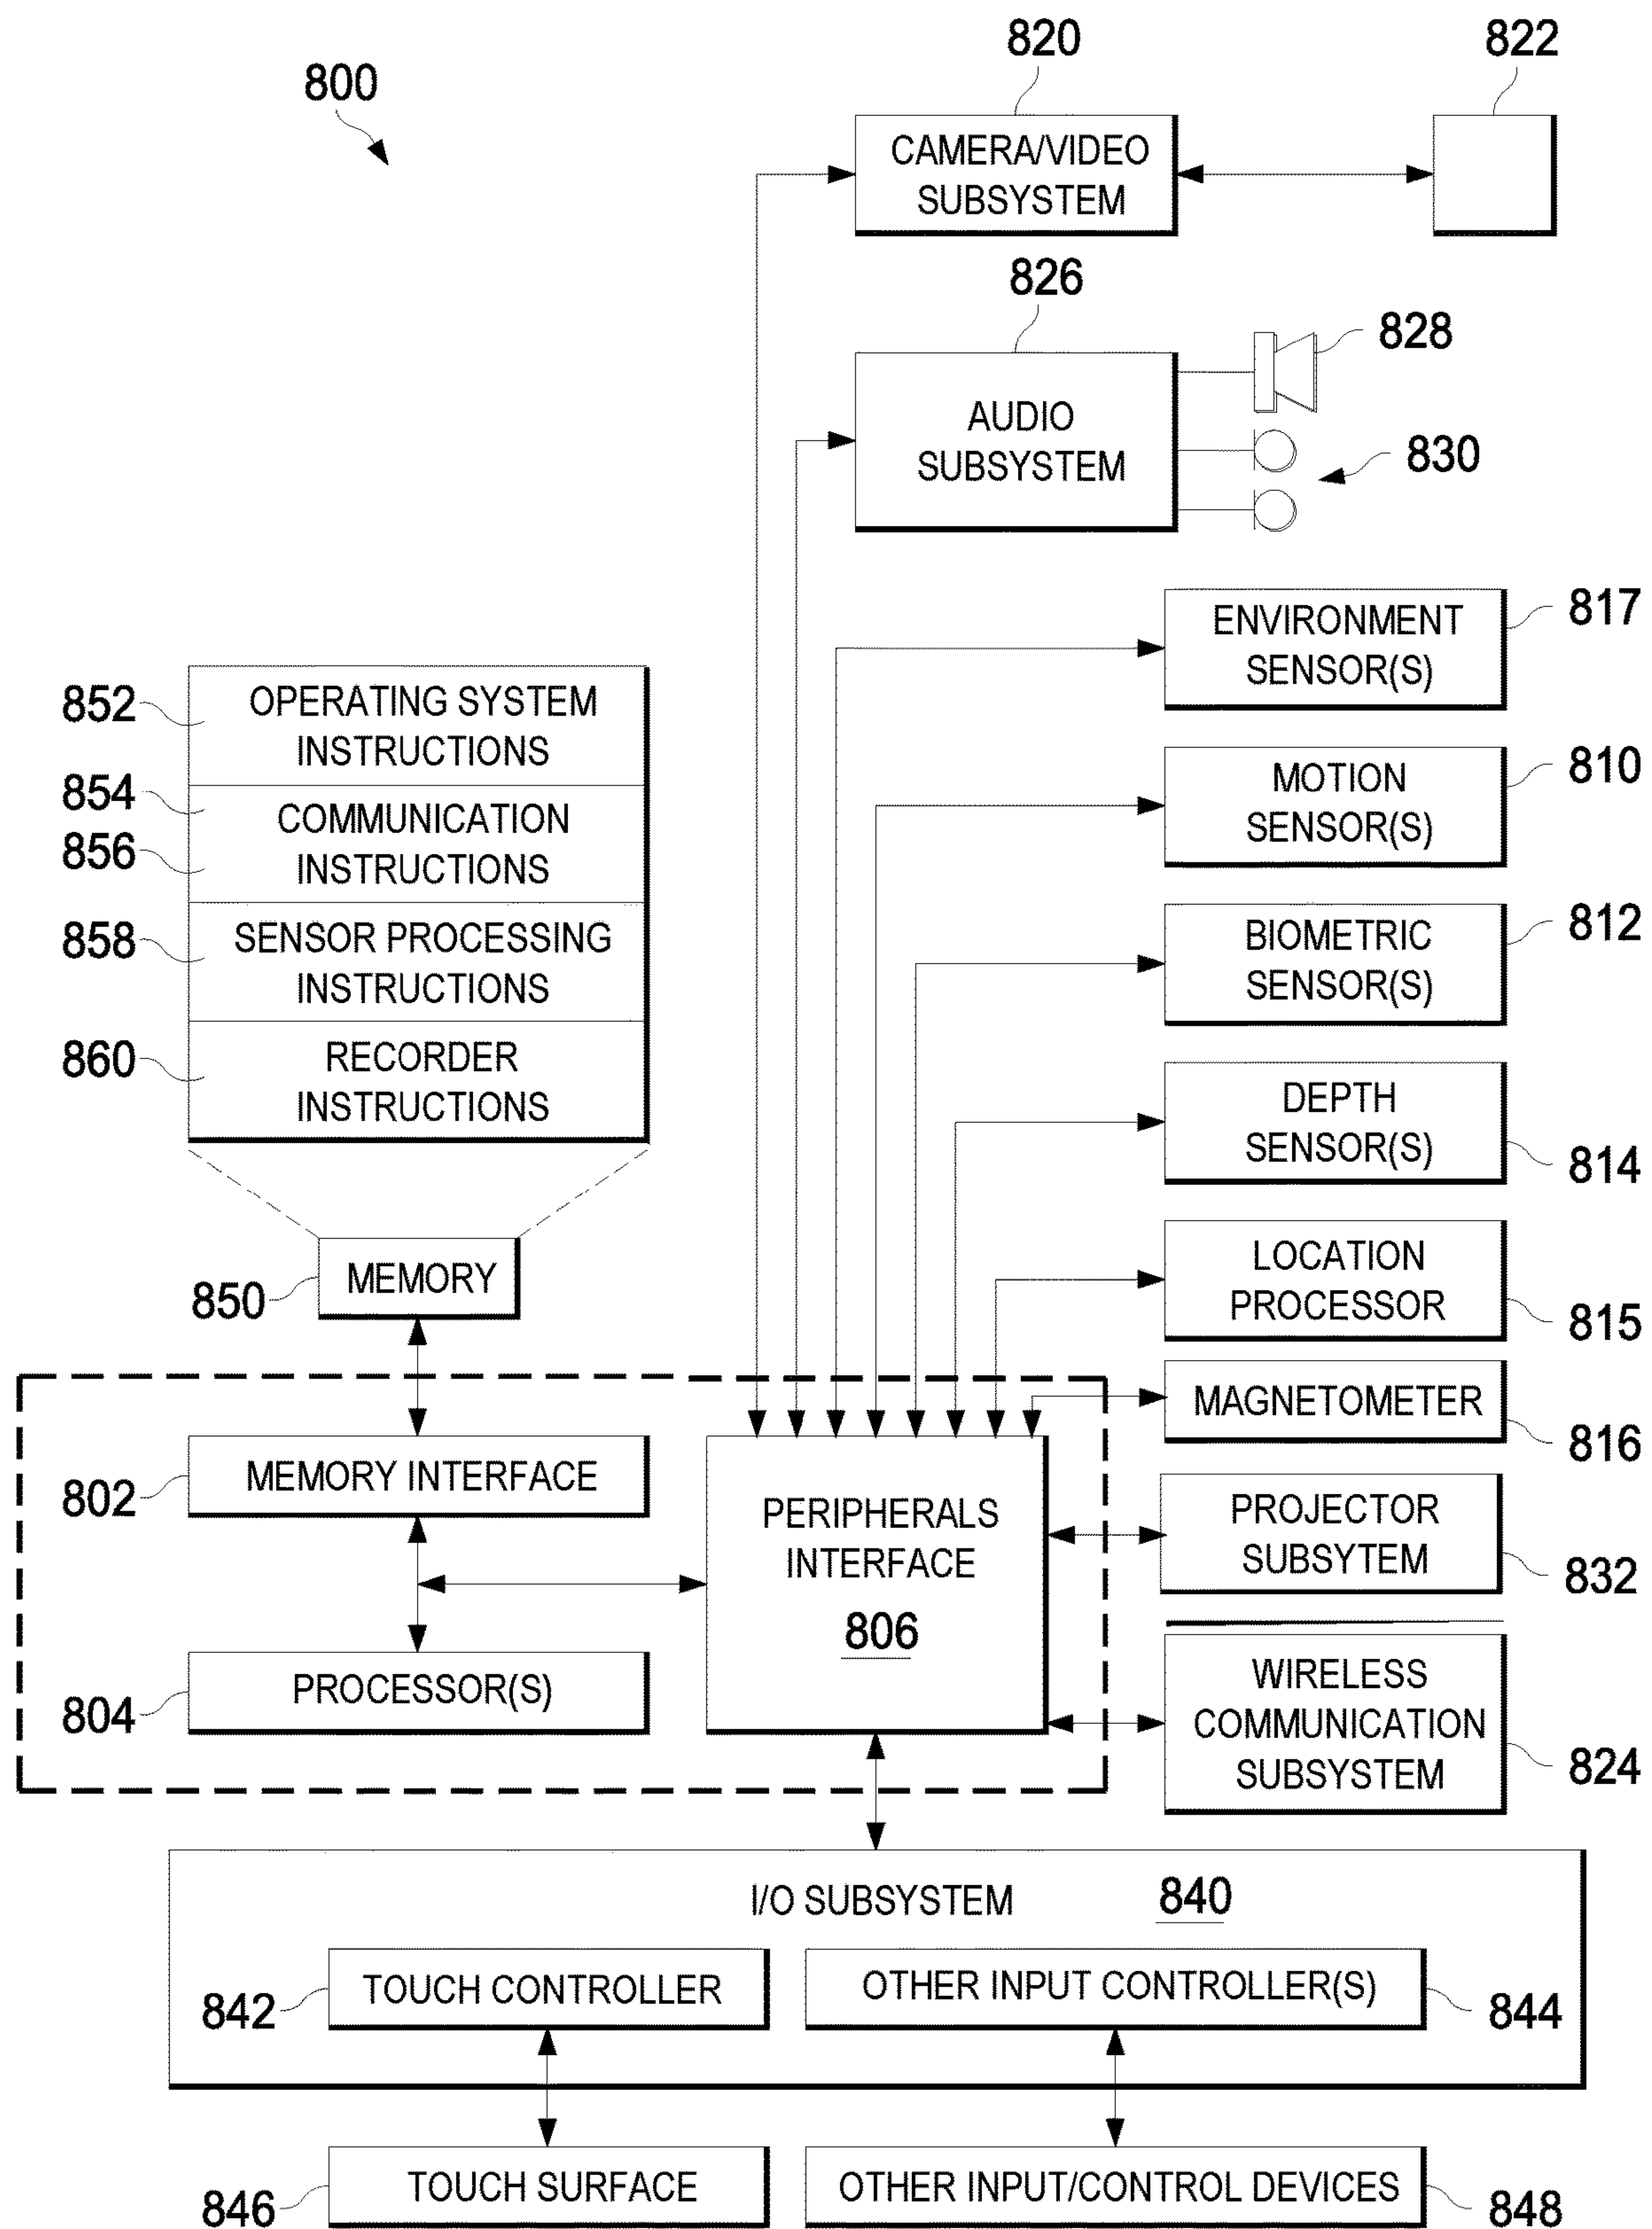 800
820
822
CAMERA/VIDEO
SUBSYSTEM
826
828
AUDIO
SUBSYSTEM
830
817
ENVIRONMENT
SENSOR(S)
852
OPERATING SYSTEM
INSTRUCTIONS
810
MOTION
SENSOR(S)
854
856
COMMUNICATION
INSTRUCTIONS
812
BIOMETRIC
SENSOR(S)
858
SENSOR PROCESSING
INSTRUCTIONS
860
RECORDER
INSTRUCTIONS
DEPTH
SENSOR(S)
814
850
MEMORY
LOCATION
PROCESSOR
815
MAGNETOMETER
816
802
MEMORY INTERFACE
PERIPHERALS
INTERFACE
806
PROJECTOR
SUBSYTEM
832
804
PROCESSOR(S)
WIRELESS
COMMUNICATION
SUBSYSTEM
824
I/O SUBSYSTEM 840
842
TOUCH CONTROLLER
OTHER INPUT CONTROLLER(S)
844
846
TOUCH SURFACE
OTHER INPUT/CONTROL DEVICES
848